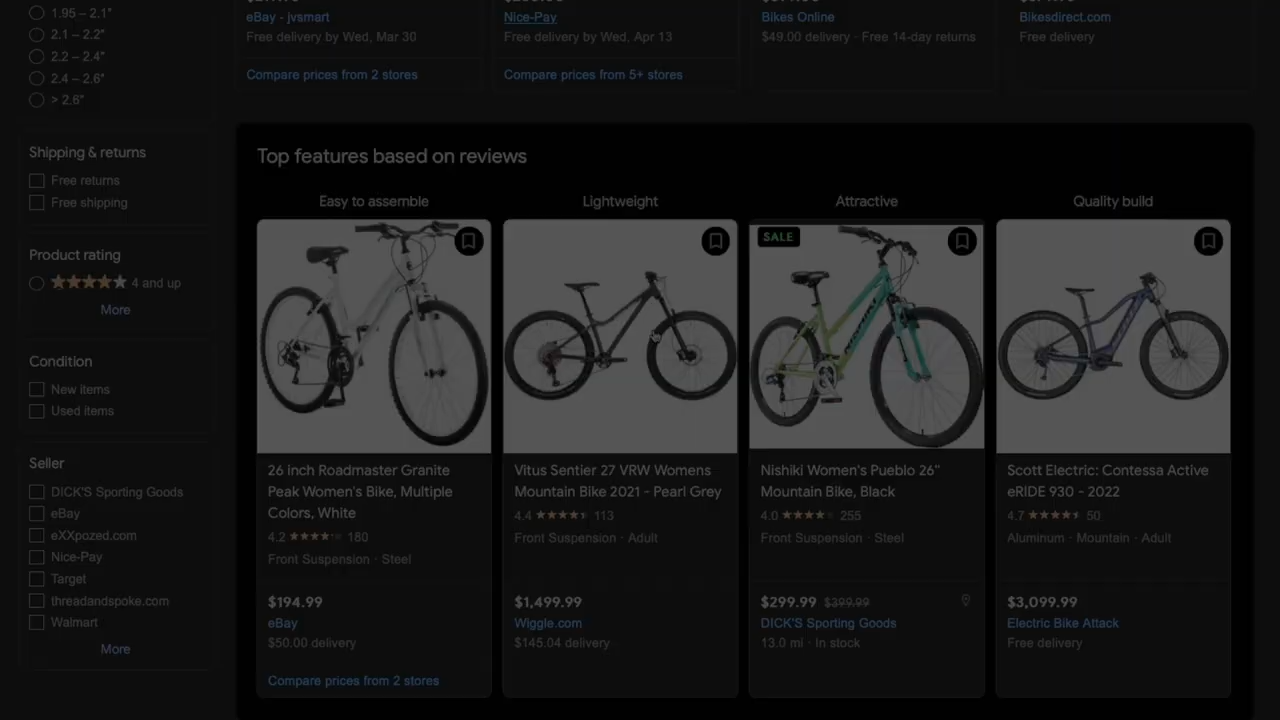 1.95 – 2.1"
2.1 – 2.2"
2.2 – 2.4"
2.4 – 2.6"
> 2.6"
Shipping & returns
Free returns
Free shipping
Product rating
4 and up
More
Condition
New items
Used items
Seller
DICK'S Sporting Goods
eBay
eXXpozed.com
Nice-Pay
Target
threadandspoke.com
Walmart
More
eBay - jvsmart
Free delivery by Wed, Mar 30
Compare prices from 2 stores
Nice-Pay
Free delivery by Wed, Apr 13
Compare prices from 5+ stores
Bikes Online
$49.00 delivery · Free 14-day returns
Bikesdirect.com
Free delivery
Top features based on reviews
Easy to assemble
26 inch Roadmaster Granite
Peak Women's Bike, Multiple
Colors, White
4.2 180
Front Suspension · Steel
$194.99
eBay
$50.00 delivery
Compare prices from 2 stores
Lightweight
Vitus Sentier 27 VRW Womens
Mountain Bike 2021 - Pearl Grey
4.4 113
Front Suspension · Adult
$1,499.99
Wiggle.com
$145.04 delivery
Attractive
SALE
Nishiki Women's Pueblo 26"
Mountain Bike, Black
4.0 255
Front Suspension · Steel
$299.99 $399.99
DICK'S Sporting Goods
13.0 mi · In stock
Quality build
Scott Electric: Contessa Active
eRIDE 930 - 2022
4.7 50
Aluminum · Mountain · Adult
$3,099.99
Electric Bike Attack
Free delivery